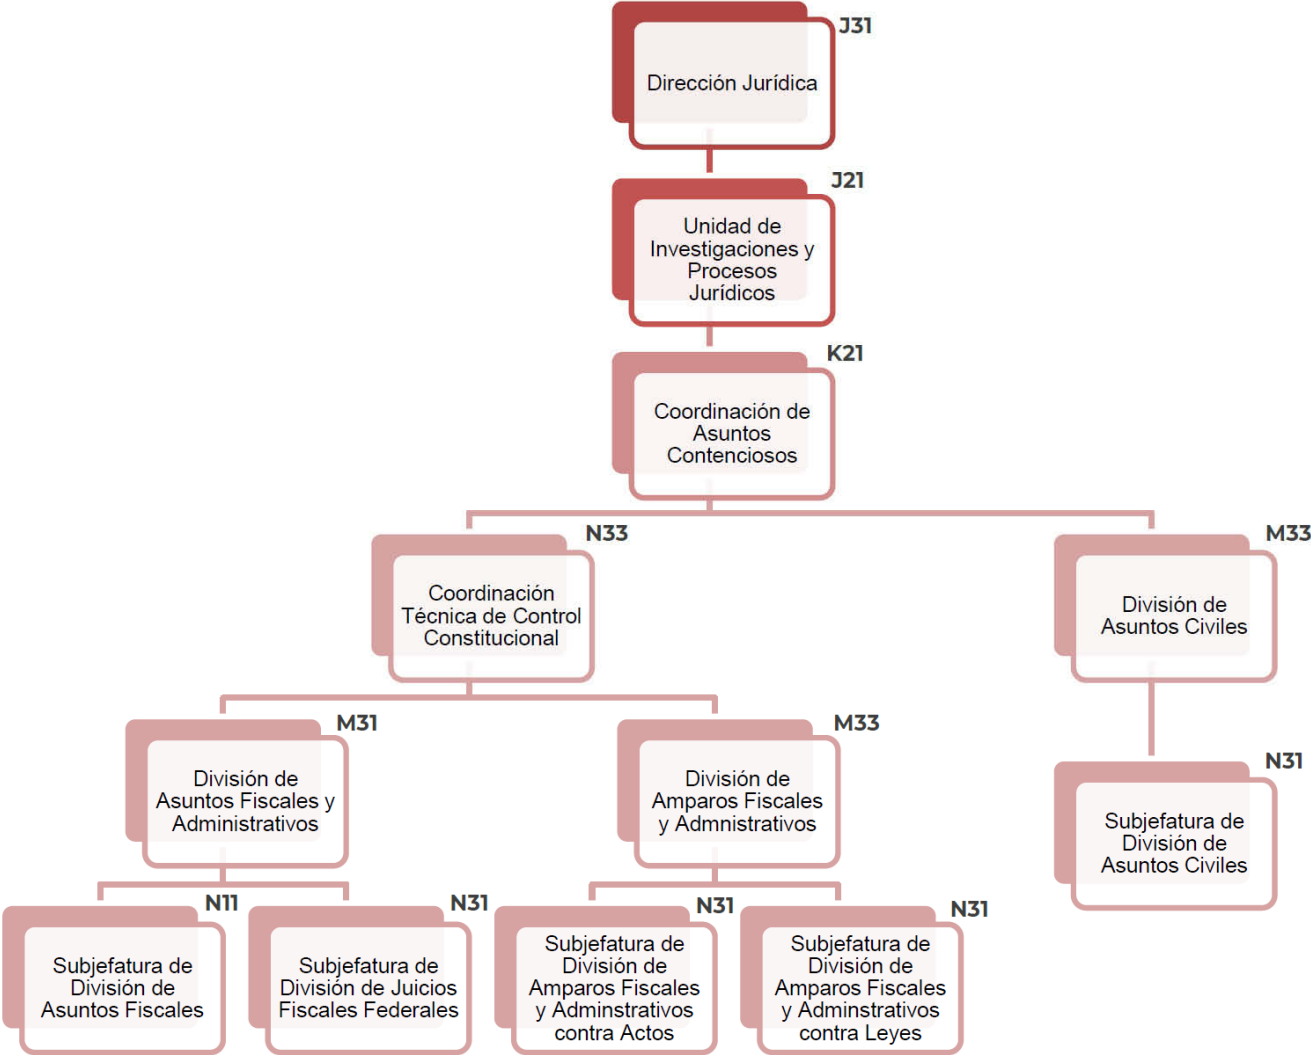 J31
Dirección Jurídica
J21
Unidad de
Investigaciones y
Procesos
Jurídicos
K21
Coordinación de
Asuntos
Contenciosos
N33
Coordinación
Técnica de Control
Constitucional
M33
División de
Asuntos Civiles
M31
División de
Asuntos Fiscales y
Administrativos
M33
División de
Amparos Fiscales
y Admnistrativos
N31
Subjefatura de
División de
Asuntos Civiles
N11
Subjefatura de
División de
Asuntos Fiscales
N31
Subjefatura de
División de Juicios
Fiscales Federales
N31
Subjefatura de
División de
Amparos Fiscales
y Adminstrativos
contra Actos
N31
Subjefatura de
División de
Amparos Fiscales
y Adminstrativos
contra Leyes